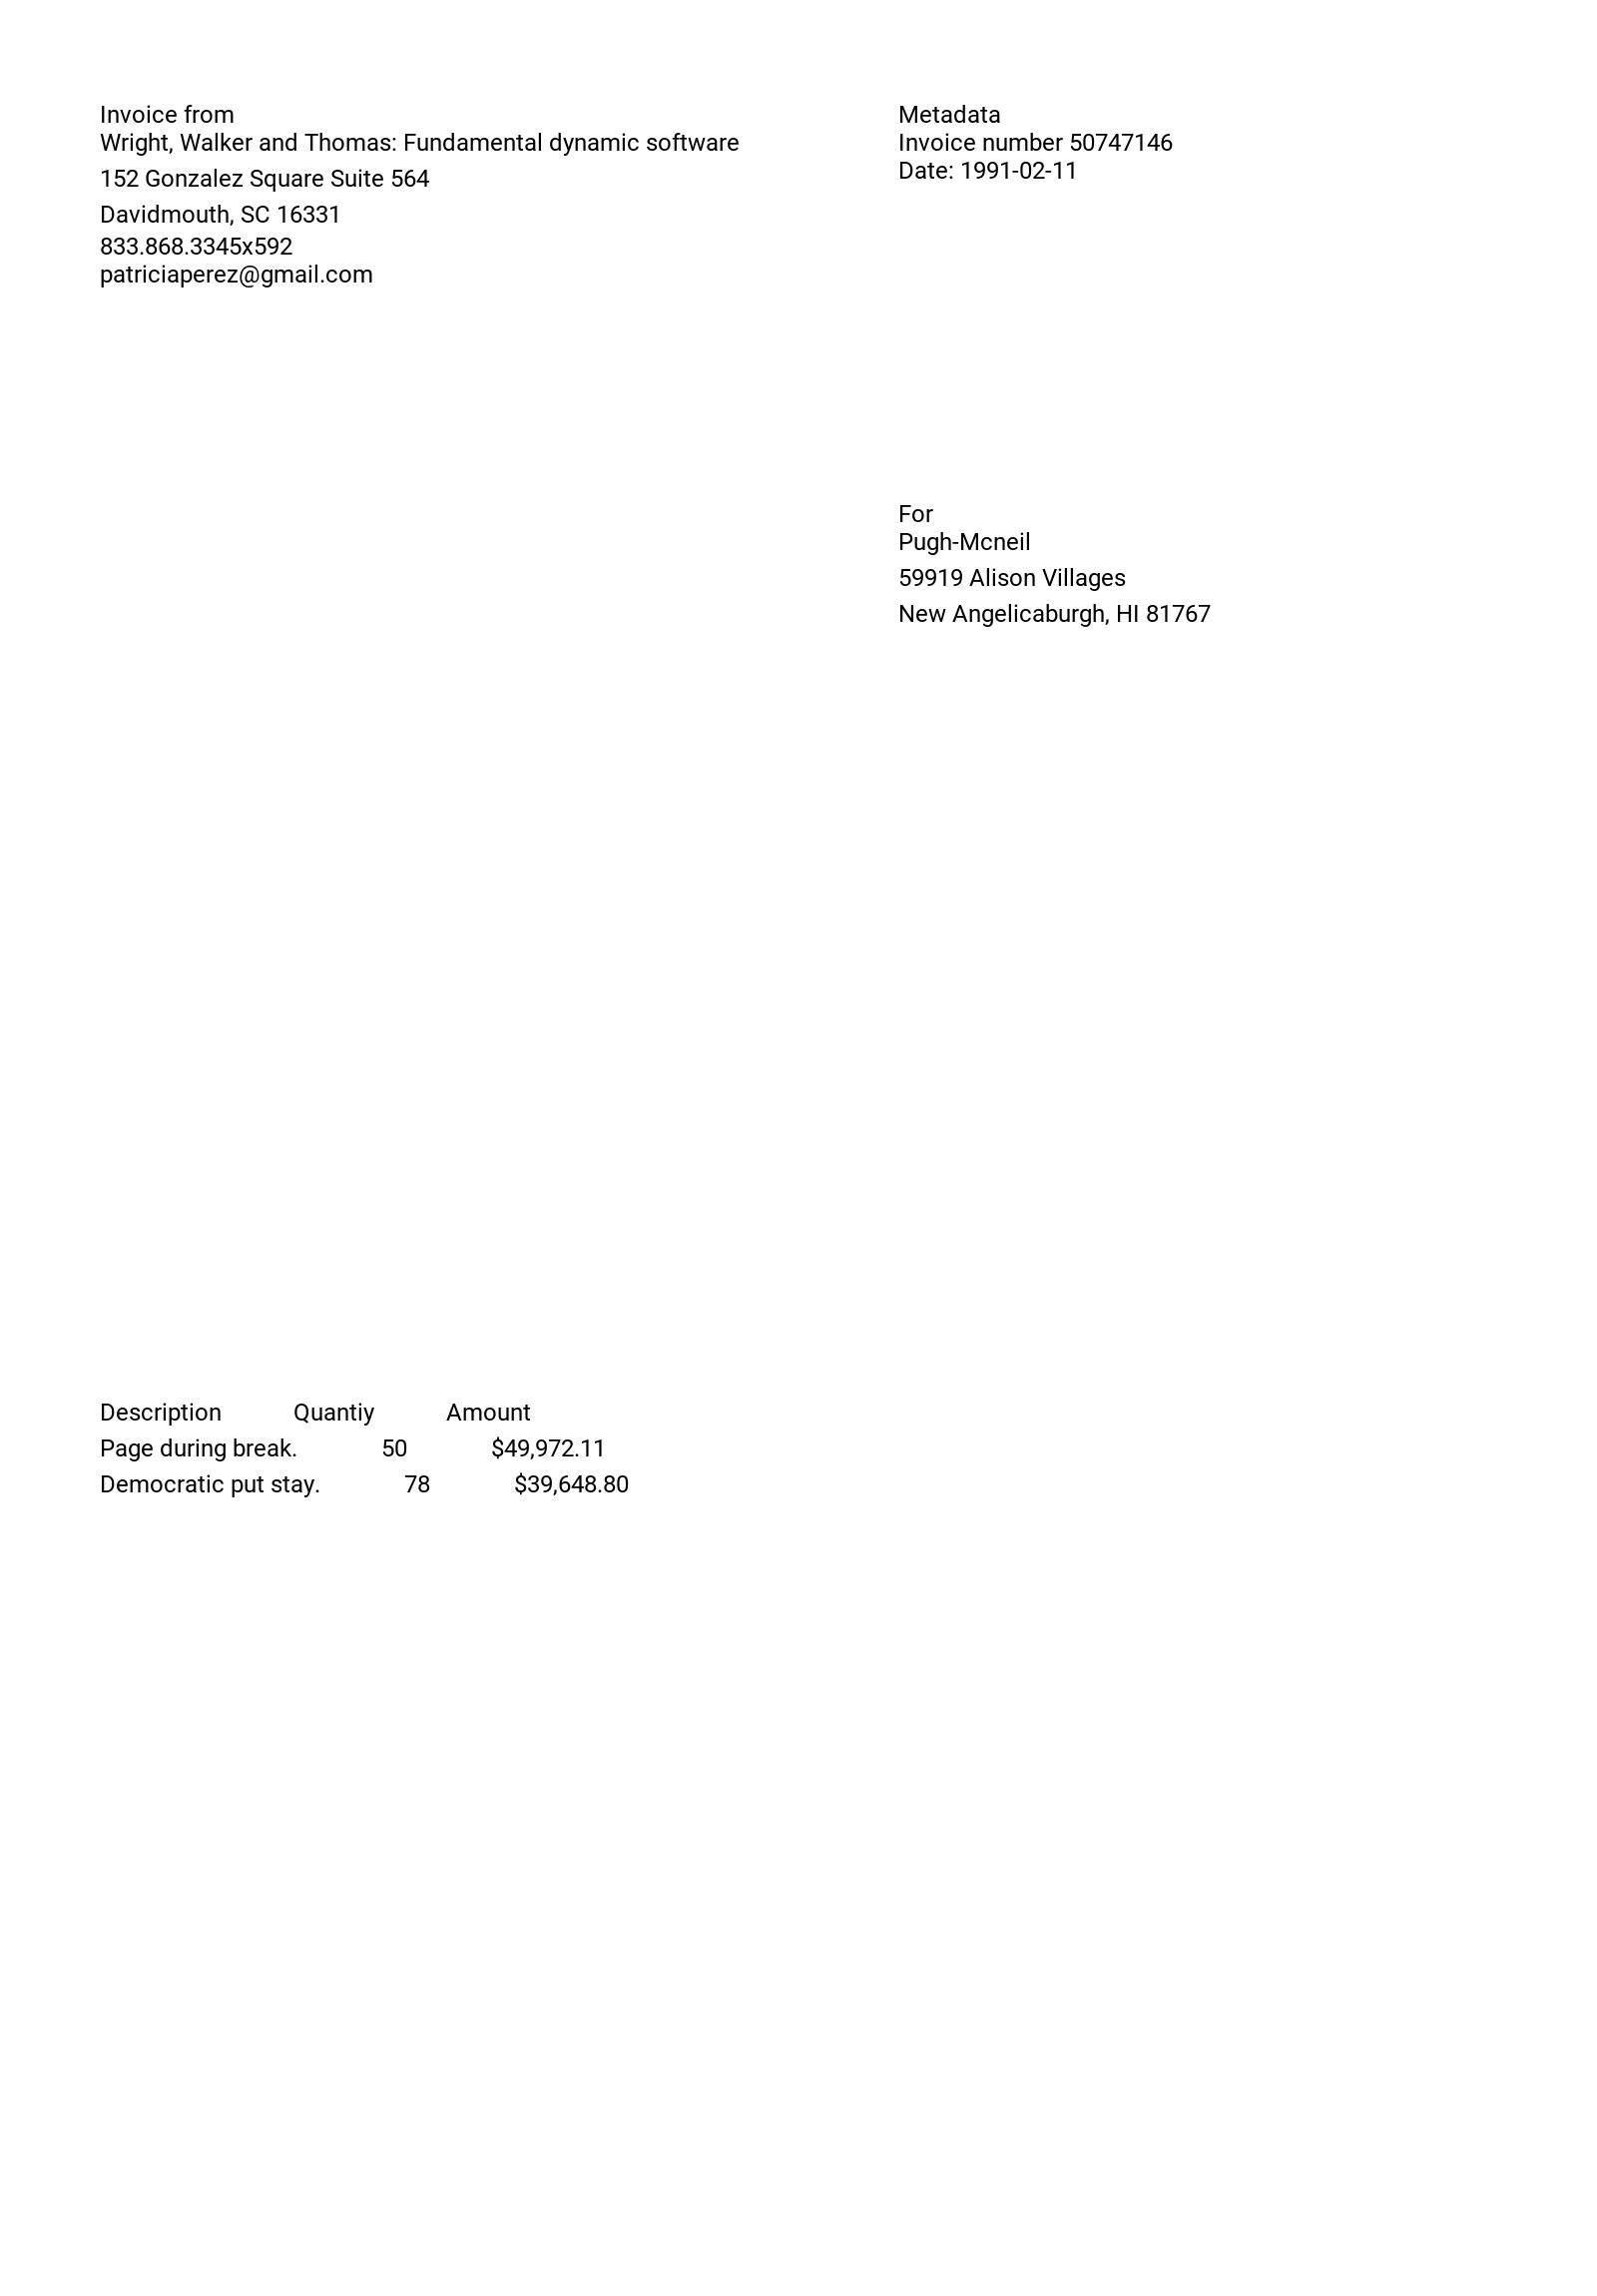 Invoice from
Wright, Walker and Thomas: Fundamental dynamic software
152 Gonzalez Square Suite 564
Davidmouth, SC 16331
833.868.3345x592
patriciaperez@gmail.com
Metadata
Invoice number 50747146
Date: 1991-02-11
For
Pugh-Mcneil
59919 Alison Villages
New Angelicaburgh, HI 81767
Description Quantiy Amount
Page during break. 50 $49,972.11
Democratic put stay. 78 $39,648.80